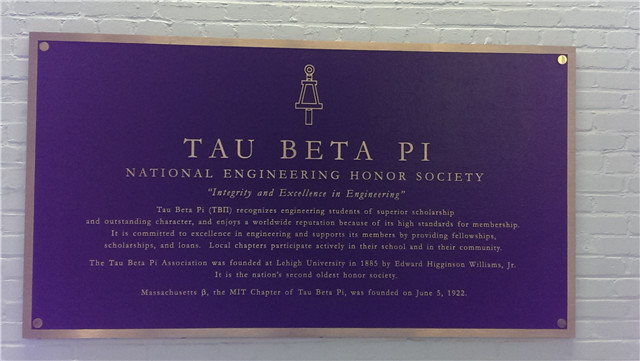 TAU BETA PI
NATIONAL ENGINEERING HONOR SOCIETY
"Integrity and Excellence in Engineering"
Tau Beta Pi (TBΠ) recognizes engineering students of superior scholarship
and outstanding character, and enjoys a worldwide reputation because of its high standards for membership.
It is committed to excellence in engineering and supports its members by providing fellowships,
scholarships, and loans. Local chapters participate actively in their school and in their community.
The Tau Beta Pi Association was founded at Lehigh University in 1885 by Edward Higginson Williams, Jr.
It is the nation's second oldest honor society.
Massachusetts β, the MIT Chapter of Tau Beta Pi, was founded on June 5, 1922.